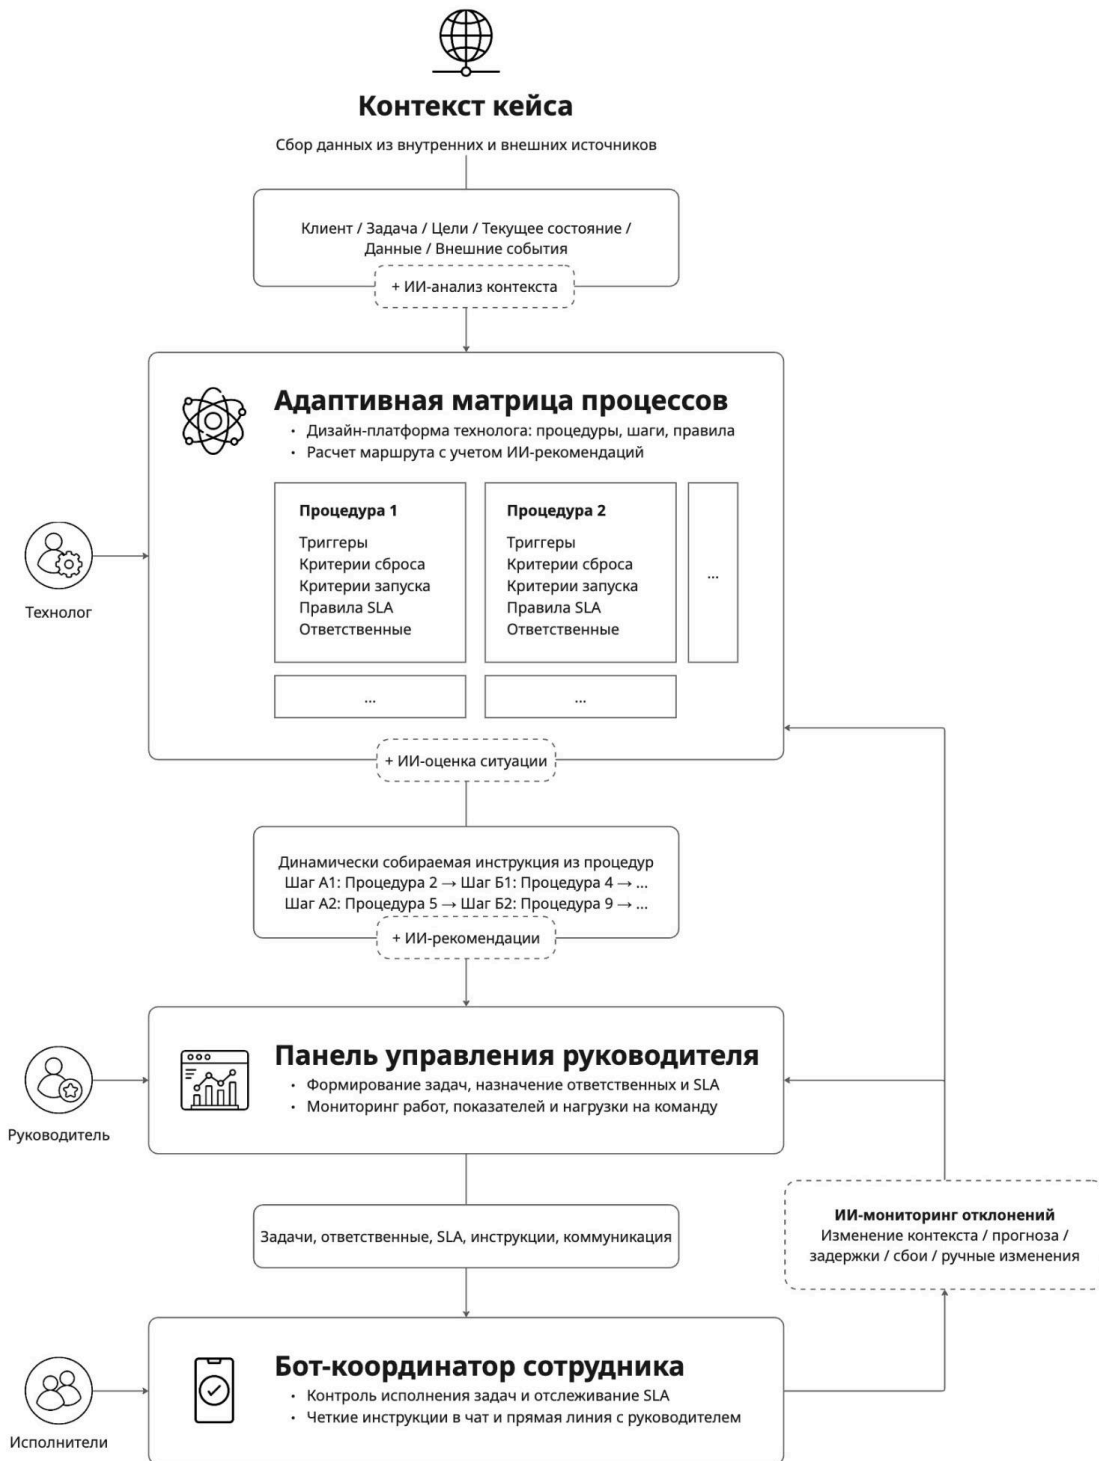 Контекст кейса
Сбор данных из внутренних и внешних источников
Клиент / Задача / Цели / Текущее состояние /
Данные / Внешние события
+ ИИ-анализ контекста
Адаптивная матрица процессов
• Дизайн-платформа технолога: процедуры, шаги, правила
• Расчет маршрута с учетом ИИ-рекомендаций
Технолог
Процедура 1
Триггеры
Критерии сброса
Критерии запуска
Правила SLA
Ответственные
...
Процедура 2
Триггеры
Критерии сброса
Критерии запуска
Правила SLA
Ответственные
...
...
+ ИИ-оценка ситуации
Динамически собираемая инструкция из процедур
Шаг А1: Процедура 2 → Шаг Б1: Процедура 4 → ...
Шаг А2: Процедура 5 → Шаг Б2: Процедура 9 → ...
+ ИИ-рекомендации
Руководитель
Панель управления руководителя
• Формирование задач, назначение ответственных и SLA
• Мониторинг работ, показателей и нагрузки на команду
Задачи, ответственные, SLA, инструкции, коммуникация
ИИ-мониторинг отклонений
Изменение контекста / прогноза /
задержки / сбои / ручные изменения
Исполнители
Бот-координатор сотрудника
• Контроль исполнения задач и отслеживание SLA
• Четкие инструкции в чат и прямая линия с руководителем